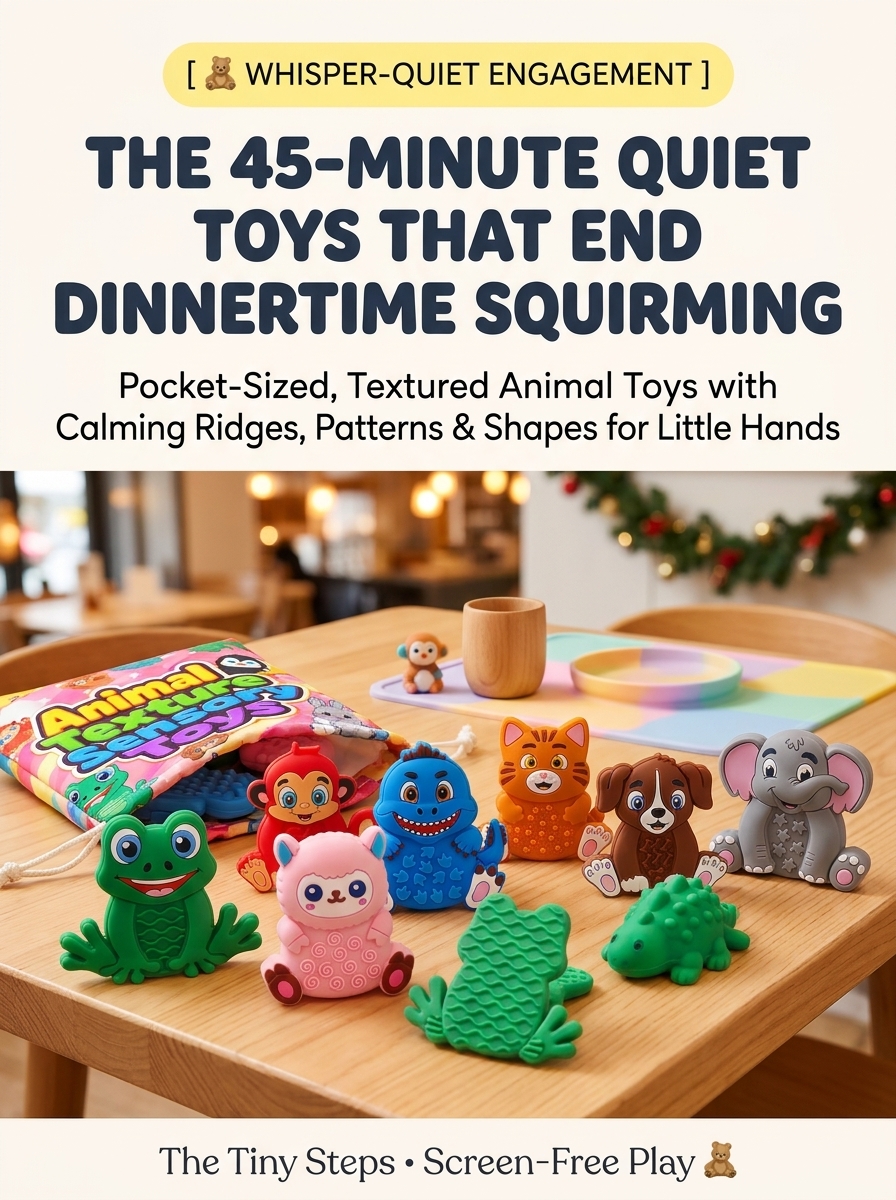 [ 🧸 WHISPER-QUIET ENGAGEMENT ]
THE 45-MINUTE QUIET
TOYS THAT END
DINNERTIME SQUIRMING
Pocket-Sized, Textured Animal Toys with
Calming Ridges, Patterns & Shapes for Little Hands
Animal
Texture
Sensory
Toys
The Tiny Steps • Screen-Free Play 🧸